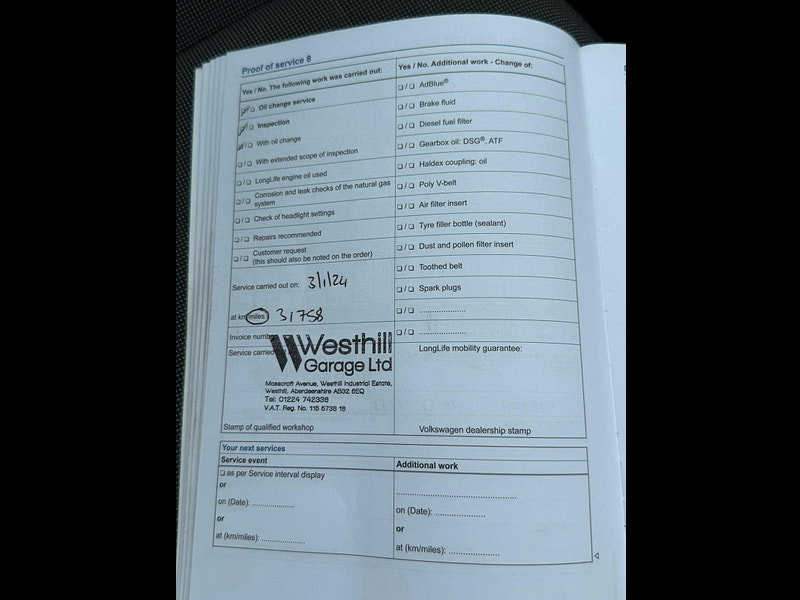 Proof of service 8
Yes / No. The following work was carried out:
❏/❏ Oil change service
❏/❏ Inspection
❏/❏ With oil change
❏/❏ With extended scope of inspection
❏/❏ LongLife engine oil used
❏/❏ Corrosion and leak checks of the natural gas
system
❏/❏ Check of headlight settings
❏/❏ Repairs recommended
❏/❏ Customer request
(this should also be noted on the order)
Service carried out on: 3/1/24
at km/miles: 31758
Invoice number
Service carried
Westhill
Garage Ltd
Mosscroft Avenue, Westhill Industrial Estate,
Westhill, Aberdeenshire AB32 6EQ
Tel: 01224 742338
V.A.T. Reg. No. 115 5738 16
Stamp of qualified workshop
Yes / No. Additional work - Change of:
❏/❏ AdBlue®
❏/❏ Brake fluid
❏/❏ Diesel fuel filter
❏/❏ Gearbox oil: DSG®, ATF
❏/❏ Haldex coupling: oil
❏/❏ Poly V-belt
❏/❏ Air filter insert
❏/❏ Tyre filler bottle (sealant)
❏/❏ Dust and pollen filter insert
❏/❏ Toothed belt
❏/❏ Spark plugs
❏/❏ ....................
❏/❏ ....................
LongLife mobility guarantee:
Volkswagen dealership stamp
Your next services
Service event
❏ as per Service interval display
or
on (Date): ................
or
at (km/miles): ................
Additional work
............................................
on (Date): ..................
or
at (km/miles): ..................